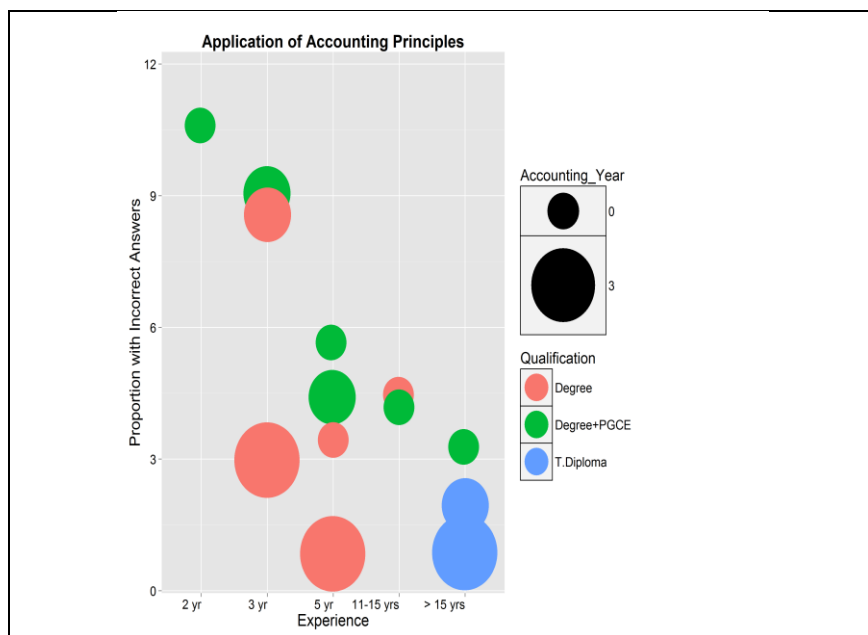 Application of Accounting Principles
12
9
6
3
0
Proportion with Incorrect Answers
2 yr 3 yr 5 yr 11-15 yrs > 15 yrs
Experience
Accounting_Year
0
3
Qualification
Degree
Degree+PGCE
T.Diploma